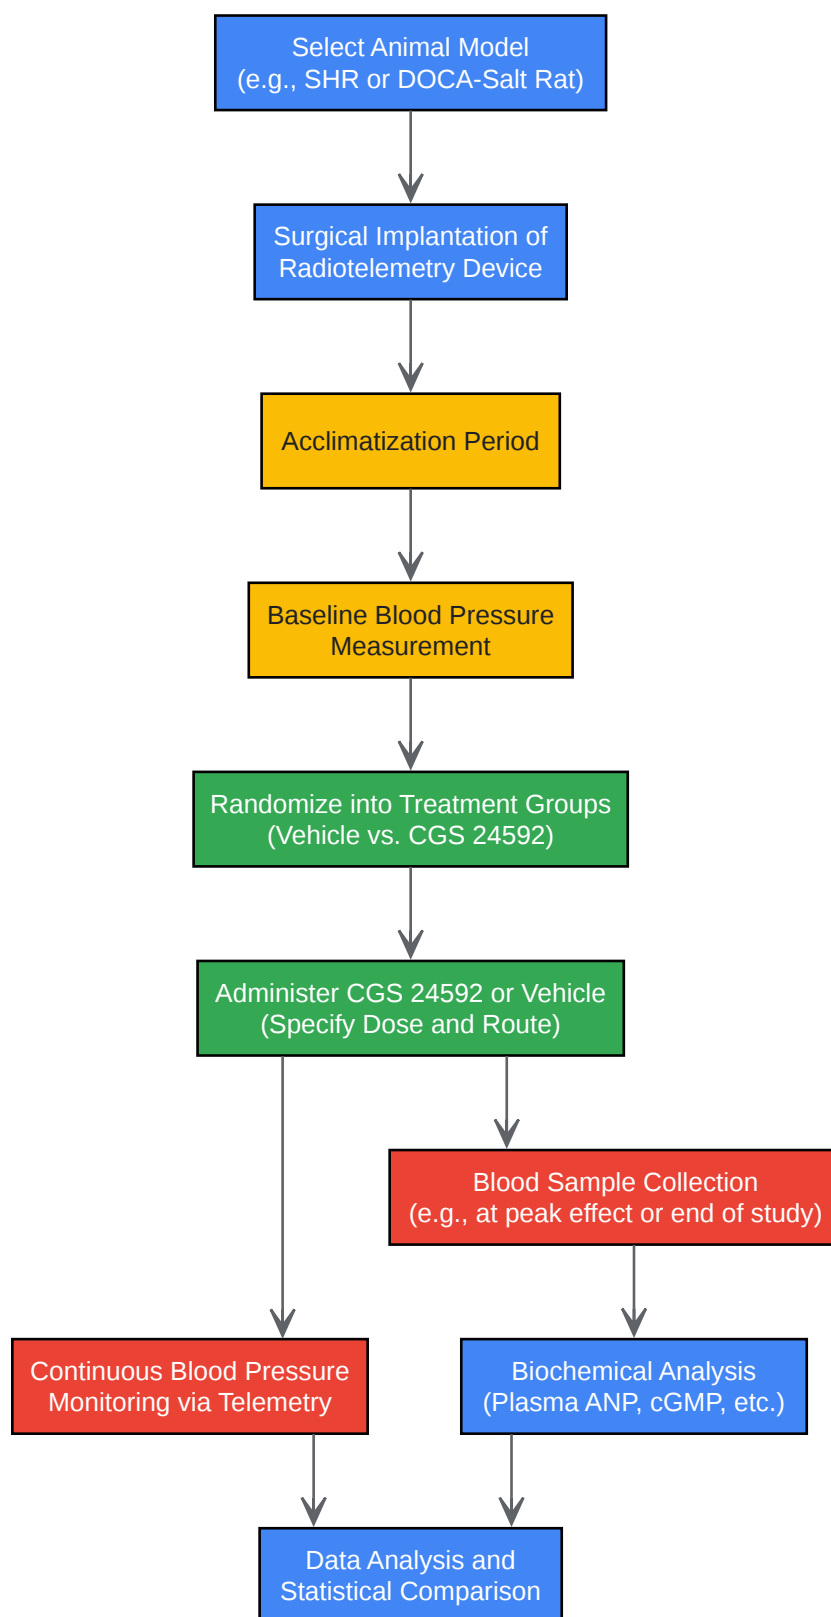 Select Animal Model
(e.g., SHR or DOCA-Salt Rat)
Surgical Implantation of
Radiotelemetry Device
Acclimatization Period
Baseline Blood Pressure
Measurement
Randomize into Treatment Groups
(Vehicle vs. CGS 24592)
Administer CGS 24592 or Vehicle
(Specify Dose and Route)
Blood Sample Collection
(e.g., at peak effect or end of study)
Continuous Blood Pressure
Monitoring via Telemetry
Biochemical Analysis
(Plasma ANP, cGMP, etc.)
Data Analysis and
Statistical Comparison